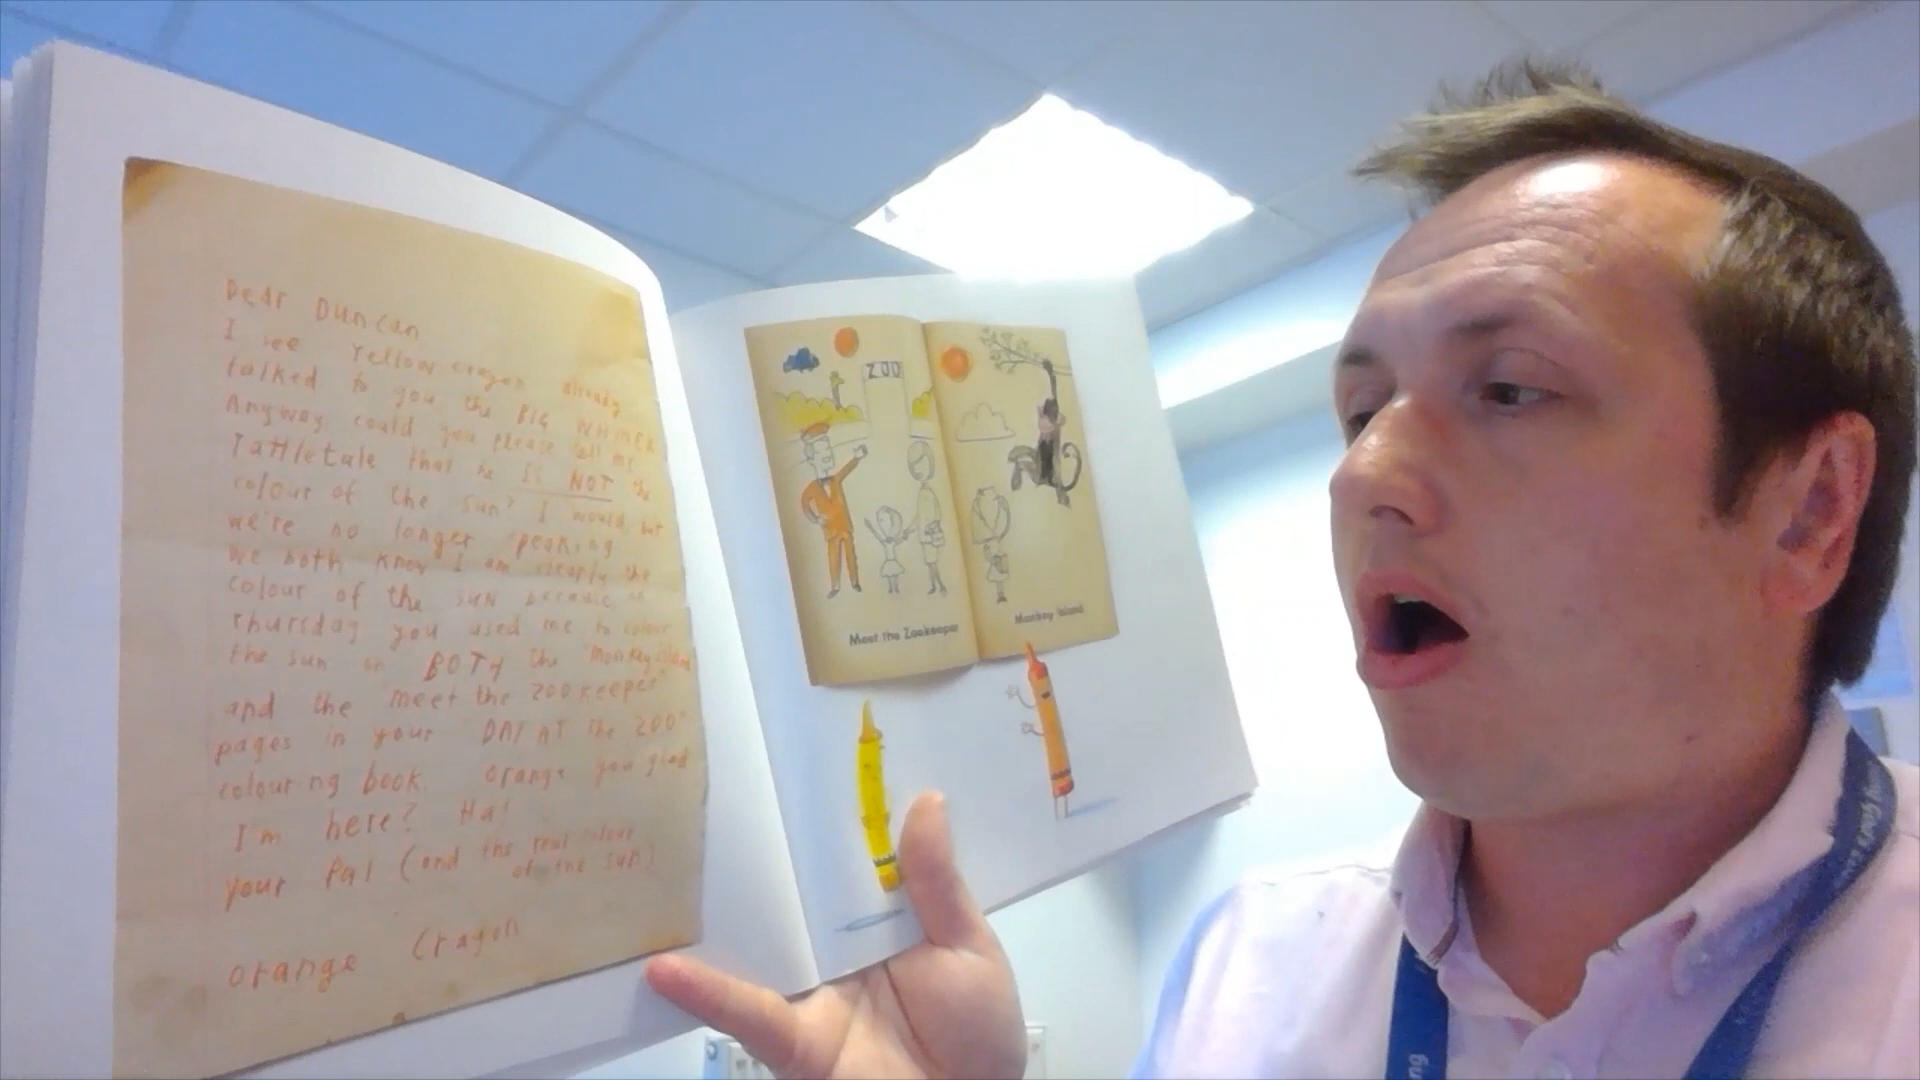 Dear Duncan
I see Yellow crayon already
talked to you, the BIG WHINER.
Anyway, could you please tell Mr.
Tattletale that he IS NOT the
colour of the sun? I would, but
we're no longer speaking.
We both know I am clearly the
colour of the sun because on
Thursday you used me to colour
the sun on BOTH the "Monkey Island"
and the "meet the zookeeper"
pages in your "DAY AT the ZOO"
colouring book. Orange you glad
I'm here? Ha!
your Pal (and the real colour
of the sun)
orange Crayon
ZOO
Meet the Zookeeper
Monkey Island